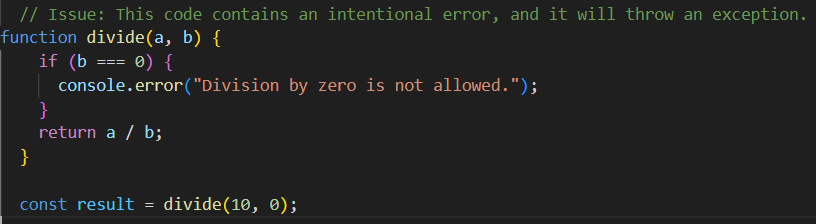 // Issue: This code contains an intentional error, and it will throw an exception.
function divide(a, b) {
if (b === 0) {
console.error("Division by zero is not allowed.");
}
return a / b;
}
const result = divide(10, 0);